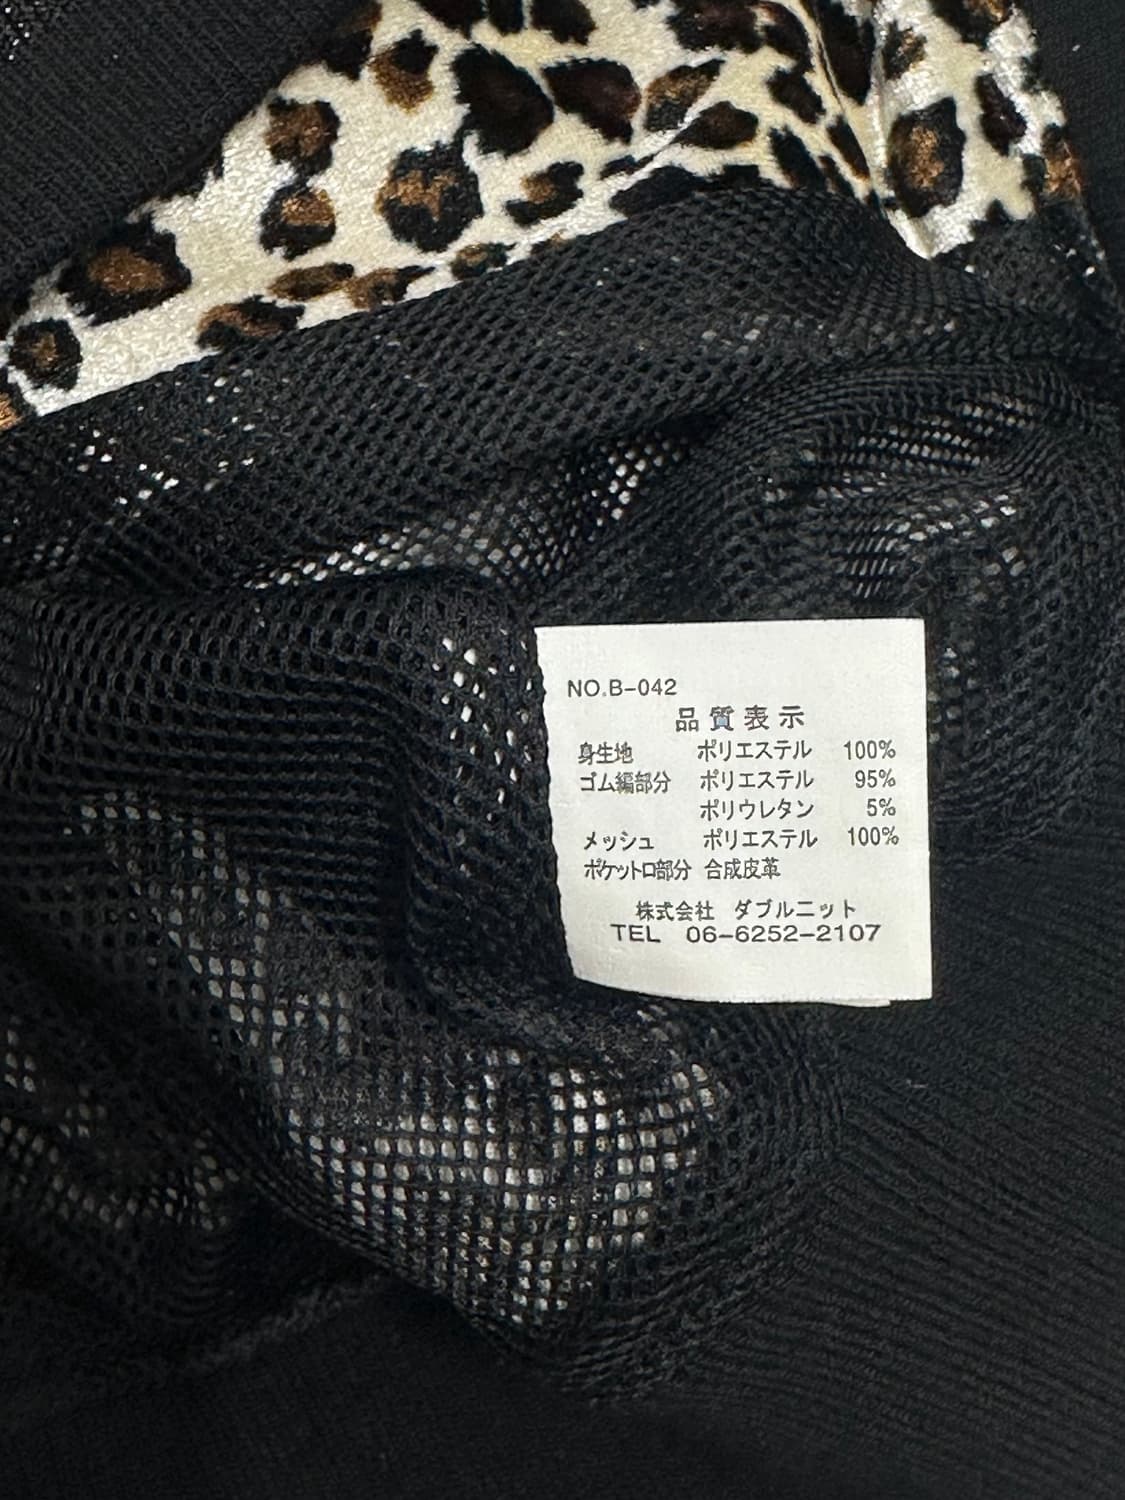 NO.B-042
品質表示
身生地 ポリエステル 100%
ゴム編部分 ポリエステル 95%
ポリウレタン 5%
メッシュ ポリエステル 100%
ポケット口部分 合成皮革
株式会社 ダブルニット
TEL 06-6252-2107